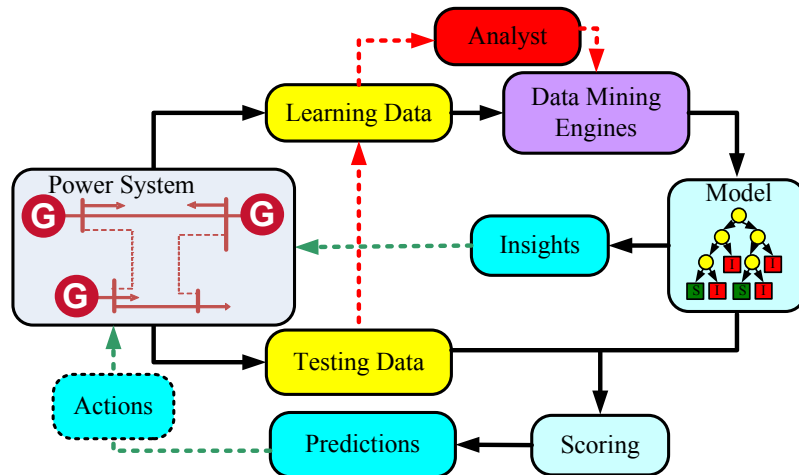 Analyst
Learning Data
Data Mining
Engines
Power System
G
G
G
Model
I
I
S
I
S
I
Insights
Testing Data
Actions
Predictions
Scoring